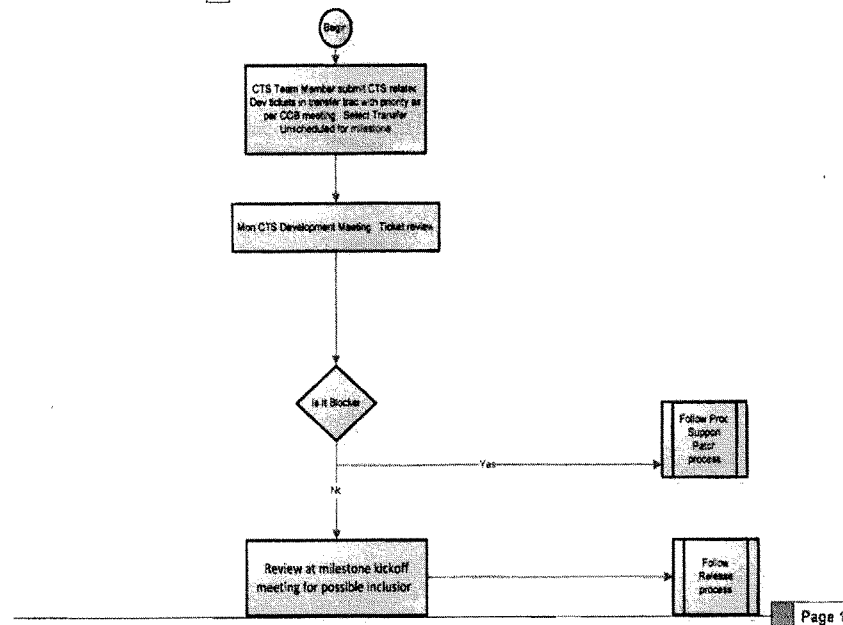 Begin
CTS Team Member submit CTS related
Dev tickets in transfer trac with priority as
per CCB meeting Select Transfer
Unscheduled for milestone
Mon CTS Development Meeting Ticket review
Is it Blocker
Follow Proc
Support
Patch
process
Yes
No
Review at milestone kickoff
meeting for possible inclusion
Follow
Release
process
Page 1